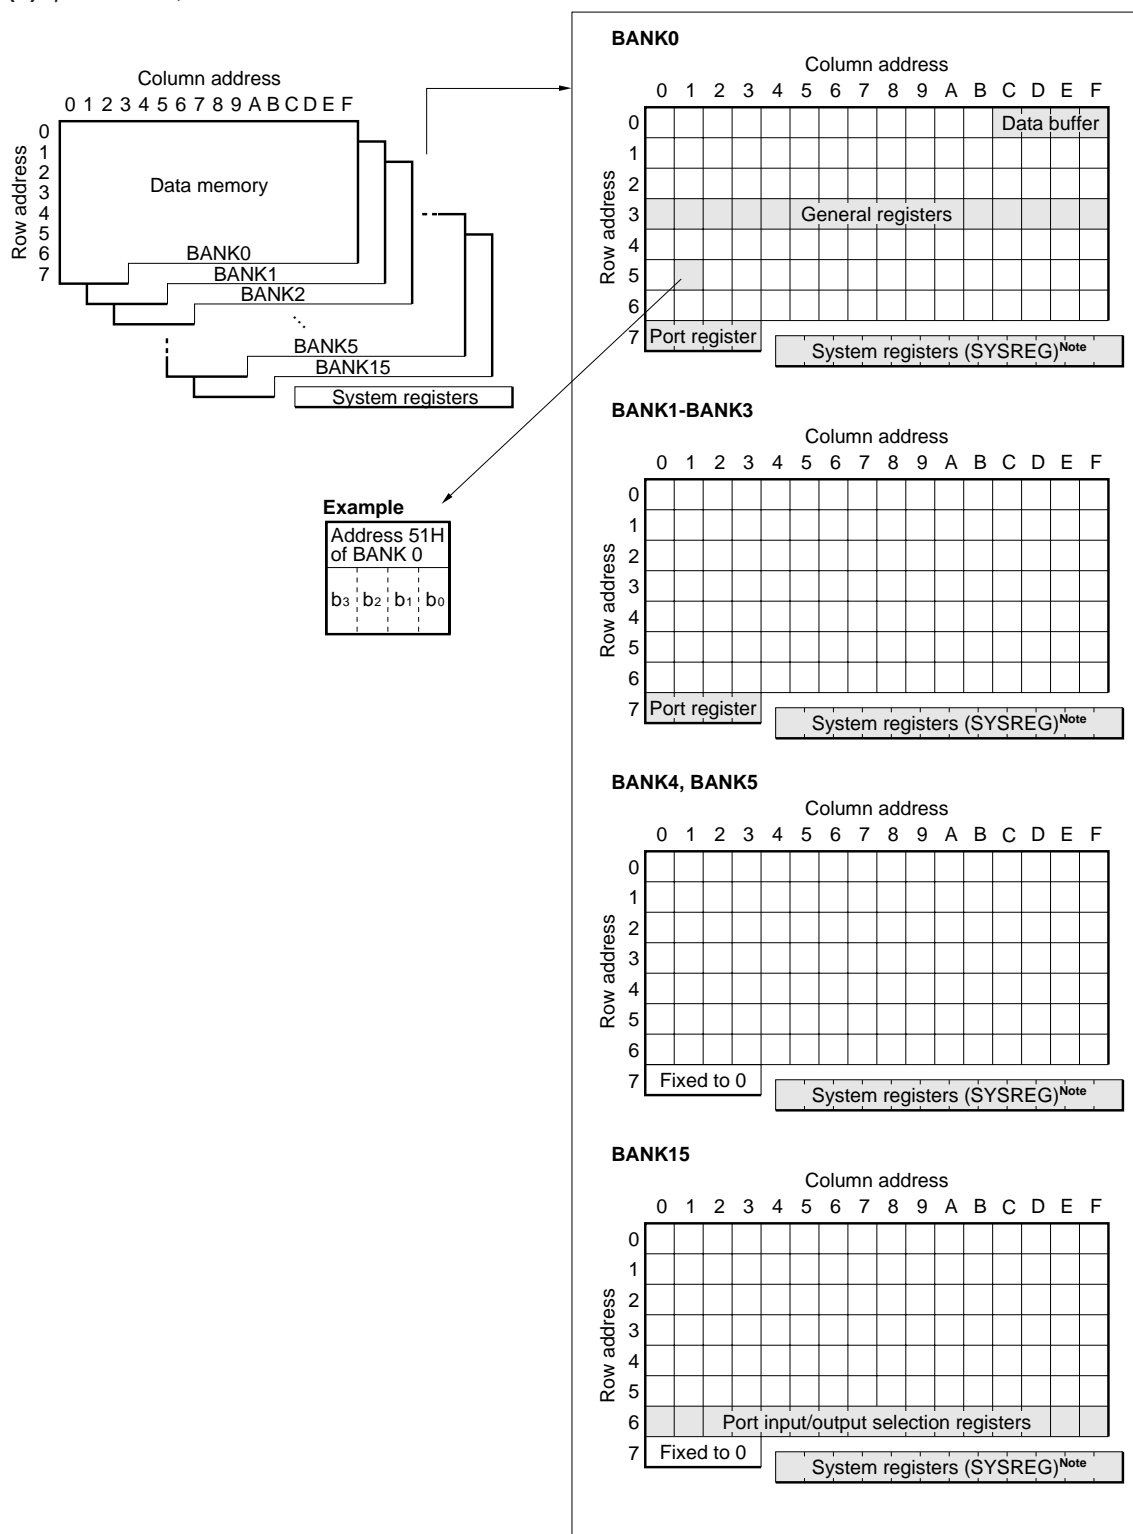 Column address
0 1 2 3 4 5 6 7 8 9 A B C D E F
Row address
0
1
2
3
4
5
6
7
Data memory
BANK0
BANK1
BANK2
BANK5
BANK15
System registers
Example
Address 51H
of BANK 0
b3 b2 b1 b0
BANK0
Column address
0 1 2 3 4 5 6 7 8 9 A B C D E F
Row address
0 Data buffer
1
2
3 General registers
4
5
6
7 Port register System registers (SYSREG)Note
BANK1-BANK3
Column address
0 1 2 3 4 5 6 7 8 9 A B C D E F
Row address
0
1
2
3
4
5
6
7 Port register System registers (SYSREG)Note
BANK4, BANK5
Column address
0 1 2 3 4 5 6 7 8 9 A B C D E F
Row address
0
1
2
3
4
5
6
7 Fixed to 0 System registers (SYSREG)Note
BANK15
Column address
0 1 2 3 4 5 6 7 8 9 A B C D E F
Row address
0
1
2
3
4
5
6 Port input/output selection registers
7 Fixed to 0 System registers (SYSREG)Note